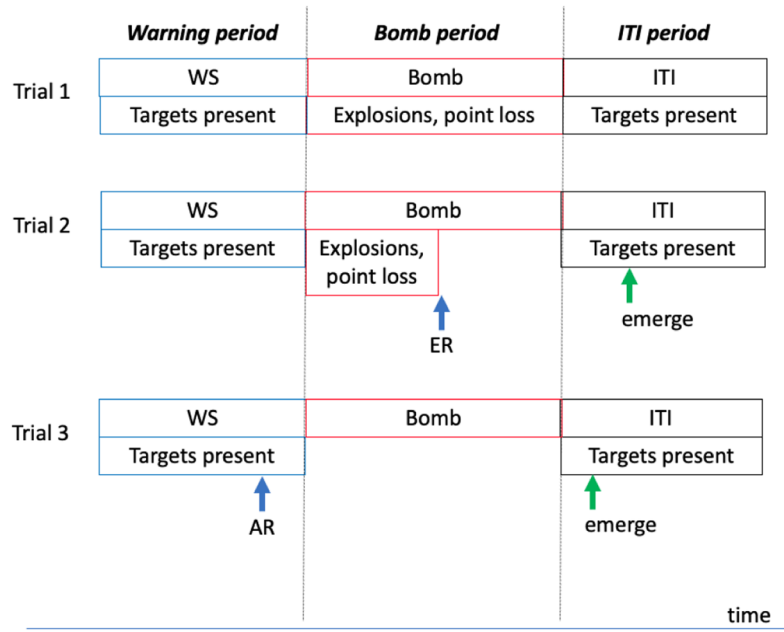 Warning period
Bomb period
ITI period
Trial 1
WS
Bomb
ITI
Targets present
Explosions, point loss
Targets present
Trial 2
WS
Bomb
ITI
Targets present
Explosions,
point loss
Targets present
ER
emerge
Trial 3
WS
Bomb
ITI
Targets present
Targets present
AR
emerge
time